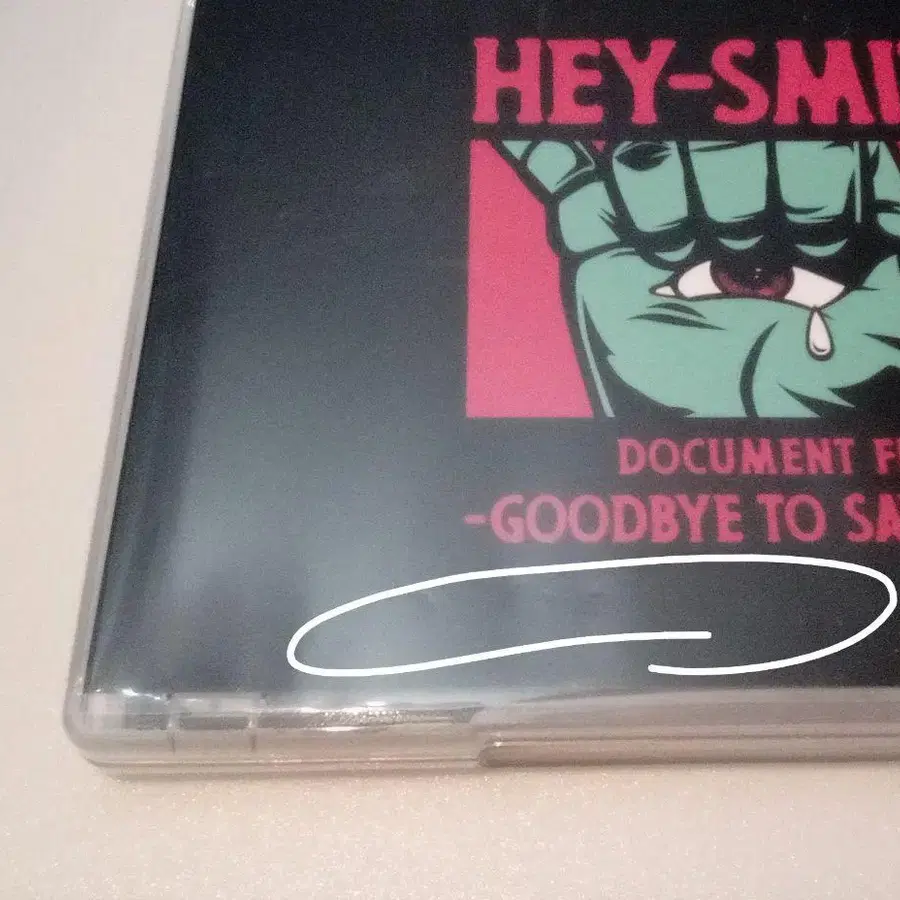 HEY-SMI
DOCUMENT F
-GOODBYE TO SA